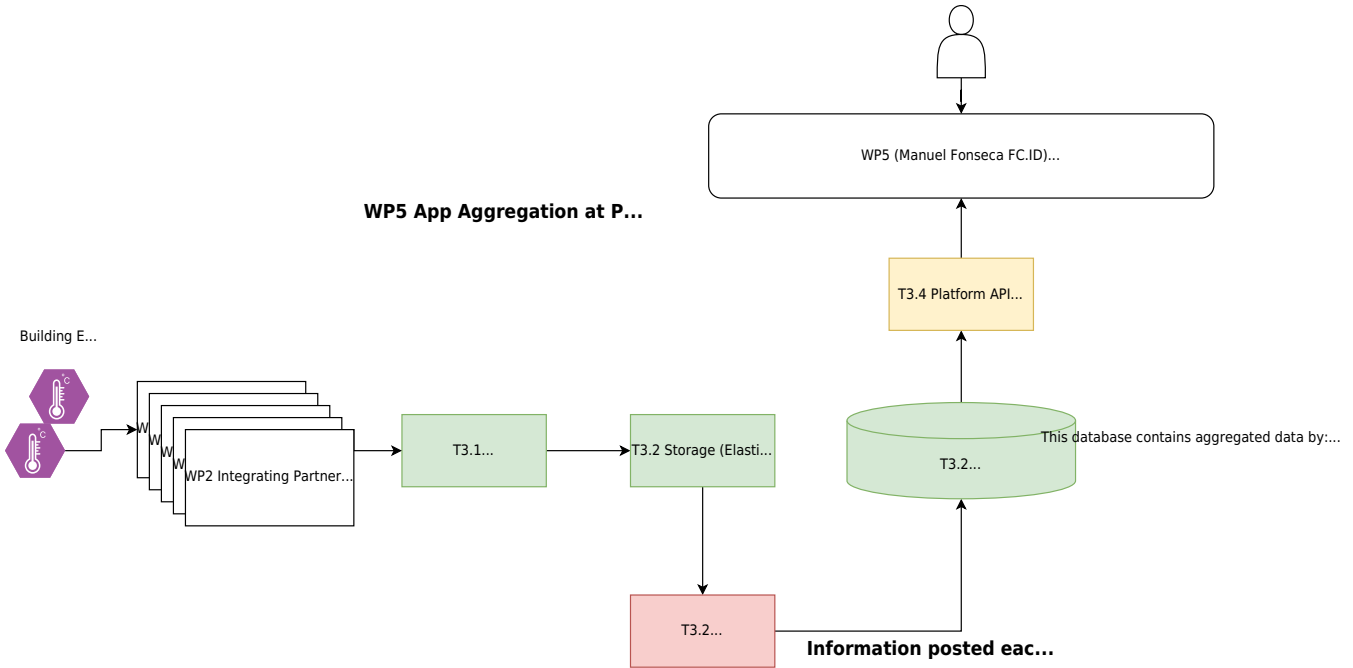 WP5 (Manuel Fonseca FC.ID)...
WP5 App Aggregation at P...
T3.4 Platform API...
Building E...
°C
°C
W
W
W
W
WP2 Integrating Partner...
T3.1...
T3.2 Storage (Elasti...
This database contains aggregated data by:...
T3.2...
T3.2...
Information posted eac...